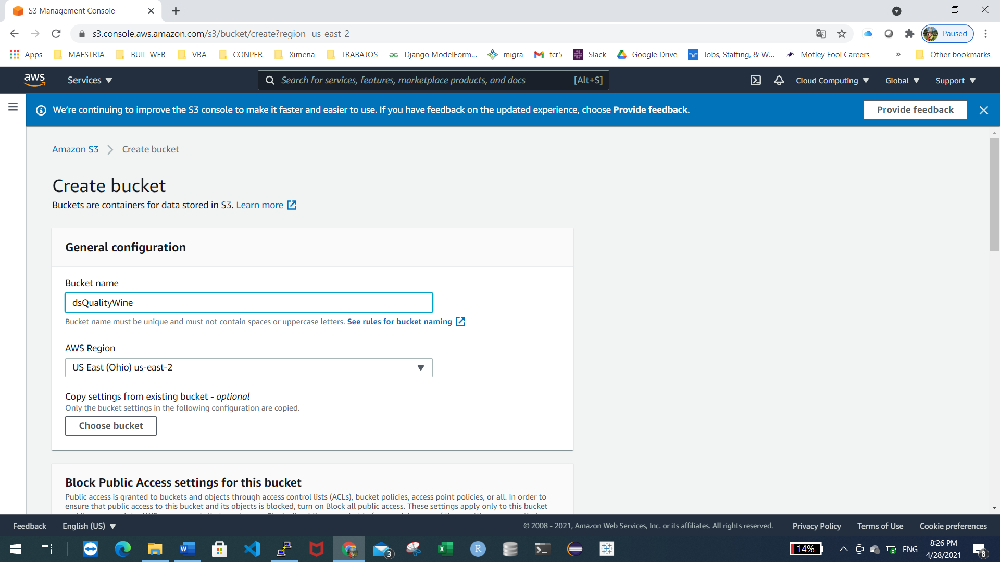 S3 Management Console
s3.console.aws.amazon.com/s3/bucket/create?region=us-east-2
Paused
Apps MAESTRIA BUIL_WEB VBA CONPER Ximena TRABAJOS Django ModelForm... migra fcr5 Slack Google Drive Jobs, Staffing, & W... Motley Fool Careers » Other bookmarks
aws Services Search for services, features, marketplace products, and docs [Alt+S] Cloud Computing Global Support
We're continuing to improve the S3 console to make it faster and easier to use. If you have feedback on the updated experience, choose Provide feedback. Provide feedback
Amazon S3 Create bucket
Create bucket
Buckets are containers for data stored in S3. Learn more
General configuration
Bucket name
dsQualityWine
Bucket name must be unique and must not contain spaces or uppercase letters. See rules for bucket naming
AWS Region
US East (Ohio) us-east-2
Copy settings from existing bucket - optional
Only the bucket settings in the following configuration are copied.
Choose bucket
Block Public Access settings for this bucket
Public access is granted to buckets and objects through access control lists (ACLs), bucket policies, access point policies, or all. In order to
ensure that public access to this bucket and its objects is blocked, turn on Block all public access. These settings apply only to this bucket
Feedback English (US) © 2008 - 2021, Amazon Web Services, Inc. or its affiliates. All rights reserved. Privacy Policy Terms of Use Cookie preferences
14% ENG 8:26 PM
4/28/2021
3
8